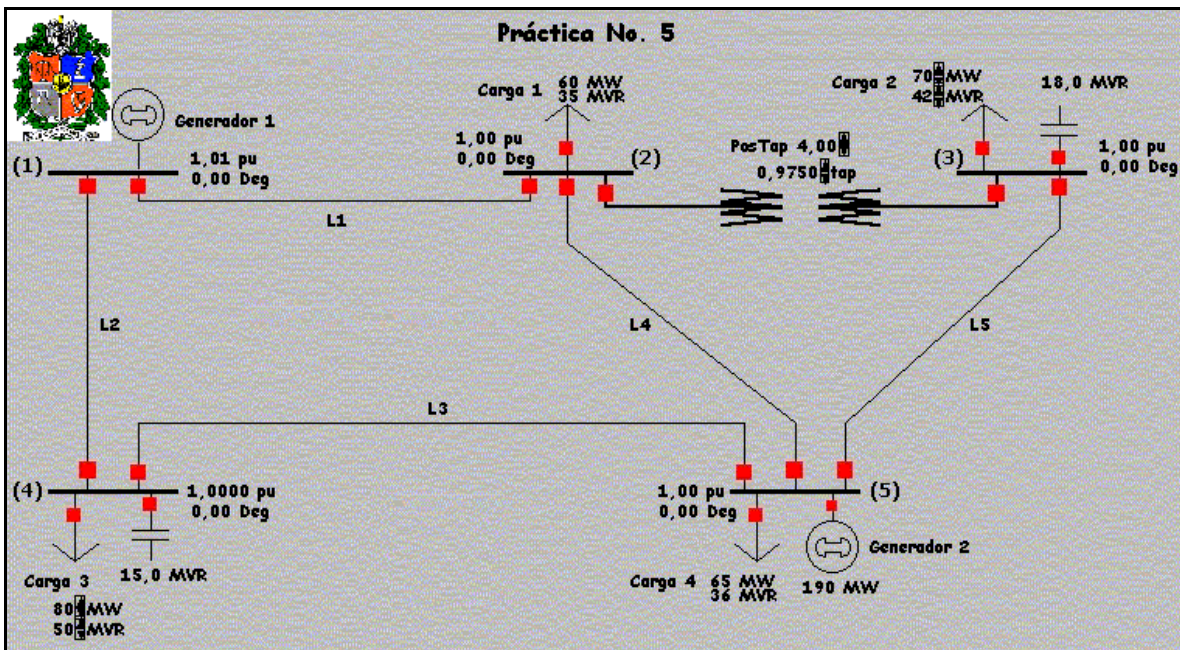 Práctica No. 5
Carga 1
60 MW
35 MVR
Carga 2
70 MW
42 MVR
18,0 MVR
Generador 1
(1)
1,01 pu
0,00 Deg
1,00 pu
0,00 Deg
(2)
PosTap 4,00
0,9750 tap
(3)
1,00 pu
0,00 Deg
L1
L2
L4
L5
L3
(4)
1,0000 pu
0,00 Deg
1,00 pu
0,00 Deg
(5)
Carga 3
15,0 MVR
80 MW
50 MVR
Carga 4
65 MW
36 MVR
Generador 2
190 MW